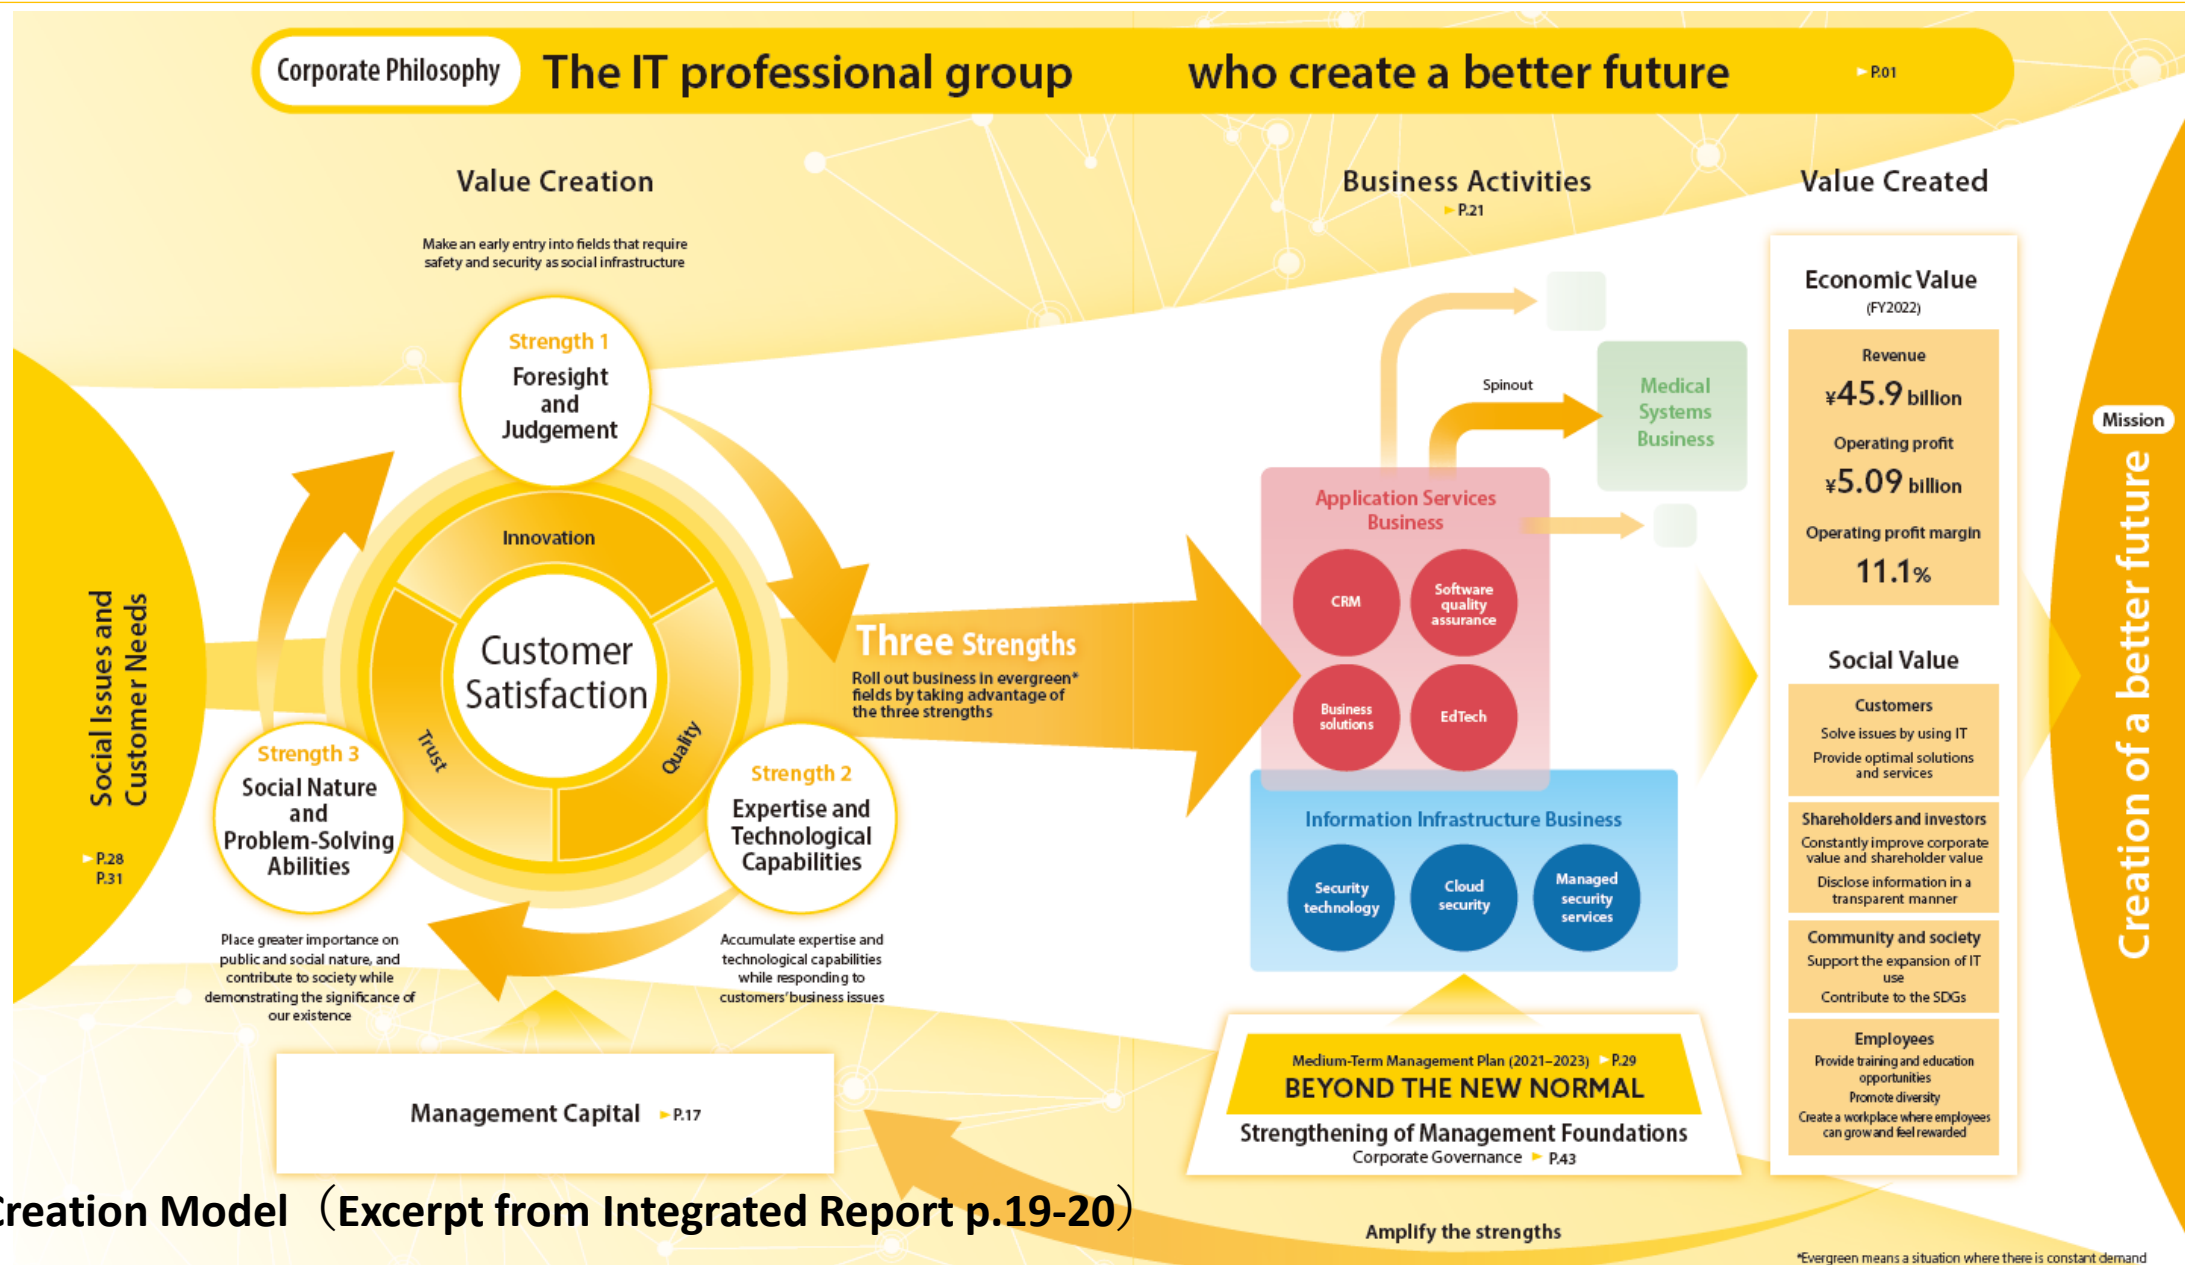 Corporate Philosophy
The IT professional group who create a better future
P.01
Value Creation
Make an early entry into fields that require
safety and security as social infrastructure
Strength 1
Foresight
and
Judgement
Innovation
Trust
Quality
Customer
Satisfaction
Social Issues and
Customer Needs
P.28
P.31
Strength 3
Social Nature
and
Problem-Solving
Abilities
Place greater importance on
public and social nature, and
contribute to society while
demonstrating the significance of
our existence
Strength 2
Expertise and
Technological
Capabilities
Accumulate expertise and
technological capabilities
while responding to
customers' business issues
Three Strengths
Roll out business in evergreen*
fields by taking advantage of
the three strengths
Management Capital P.17
Business Activities
P.21
Spinout
Medical
Systems
Business
Application Services
Business
CRM
Software
quality
assurance
Business
solutions
EdTech
Information Infrastructure Business
Security
technology
Cloud
security
Managed
security
services
Medium-Term Management Plan (2021–2023) P.29
BEYOND THE NEW NORMAL
Strengthening of Management Foundations
Corporate Governance P.43
Value Created
Economic Value
(FY2022)
Revenue
¥45.9 billion
Operating profit
¥5.09 billion
Operating profit margin
11.1%
Social Value
Customers
Solve issues by using IT
Provide optimal solutions
and services
Shareholders and investors
Constantly improve corporate
value and shareholder value
Disclose information in a
transparent manner
Community and society
Support the expansion of IT
use
Contribute to the SDGs
Employees
Provide training and education
opportunities
Promote diversity
Create a workplace where employees
can grow and feel rewarded
Mission
Creation of a better future
Creation Model（Excerpt from Integrated Report p.19-20）
Amplify the strengths
*Evergreen means a situation where there is constant demand